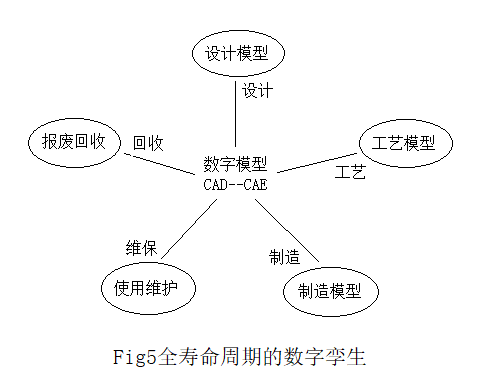 设计模型
设计
报废回收
回收
工艺模型
工艺
数字模型
CAD--CAE
维保
使用维护
制造
制造模型
Fig5全寿命周期的数字孪生